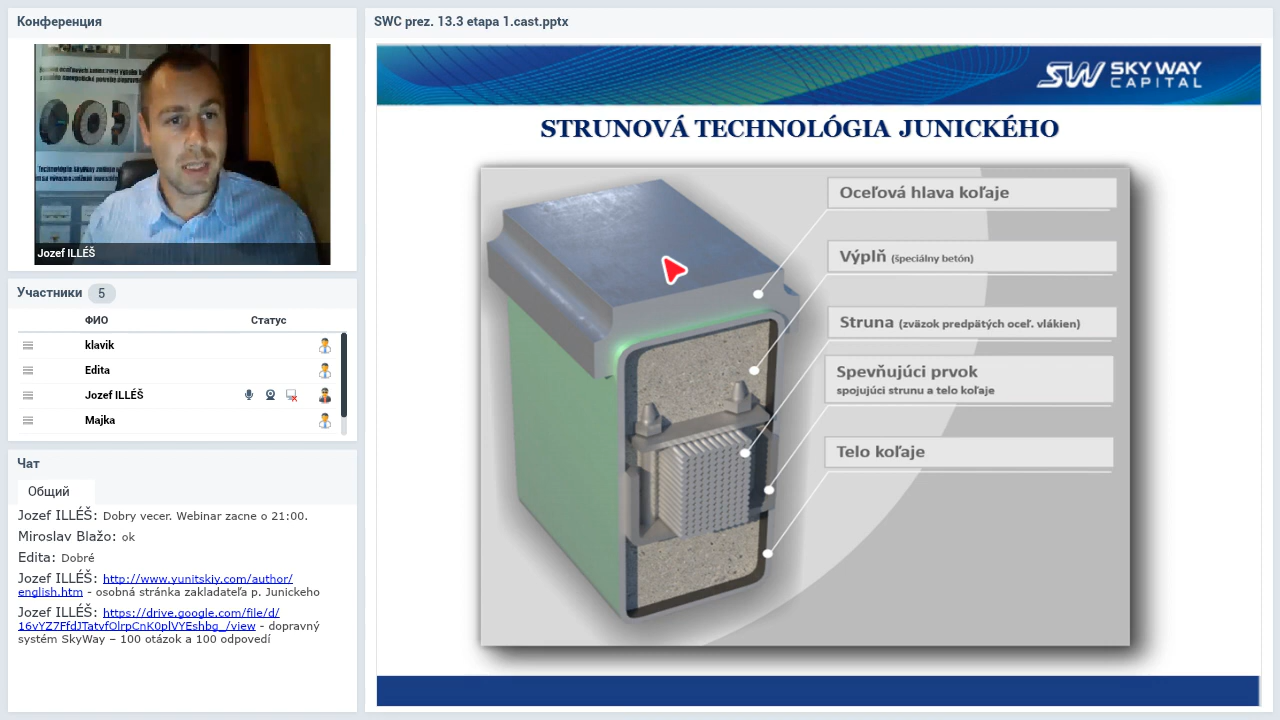 Конференция
Jozef ILLÉŠ
Участники 5
ФИО Статус
klavik
Edita
Jozef ILLÉŠ
Majka
Чат
Общий
Jozef ILLÉŠ: Dobry vecer. Webinar zacne o 21:00.
Miroslav Blažo: ok
Edita: Dobré
Jozef ILLÉŠ: http://www.yunitskiy.com/author/
english.htm - osobná stránka zakladateľa p. Junickeho
Jozef ILLÉŠ: https://drive.google.com/file/d/
16vYZ7FfdJTatvfOlrpCnK0plVYEshbg_/view - dopravný
systém SkyWay – 100 otázok a 100 odpovedí
SWC prez. 13.3 etapa 1.cast.pptx
SW SKY WAY
CAPITAL
STRUNOVÁ TECHNOLÓGIA JUNICKÉHO
Oceľová hlava koľaje
Výplň (špeciálny betón)
Struna (zväzok predpätých oceľ. vlákien)
Spevňujúci prvok
spojujúci strunu a telo koľaje
Telo koľaje